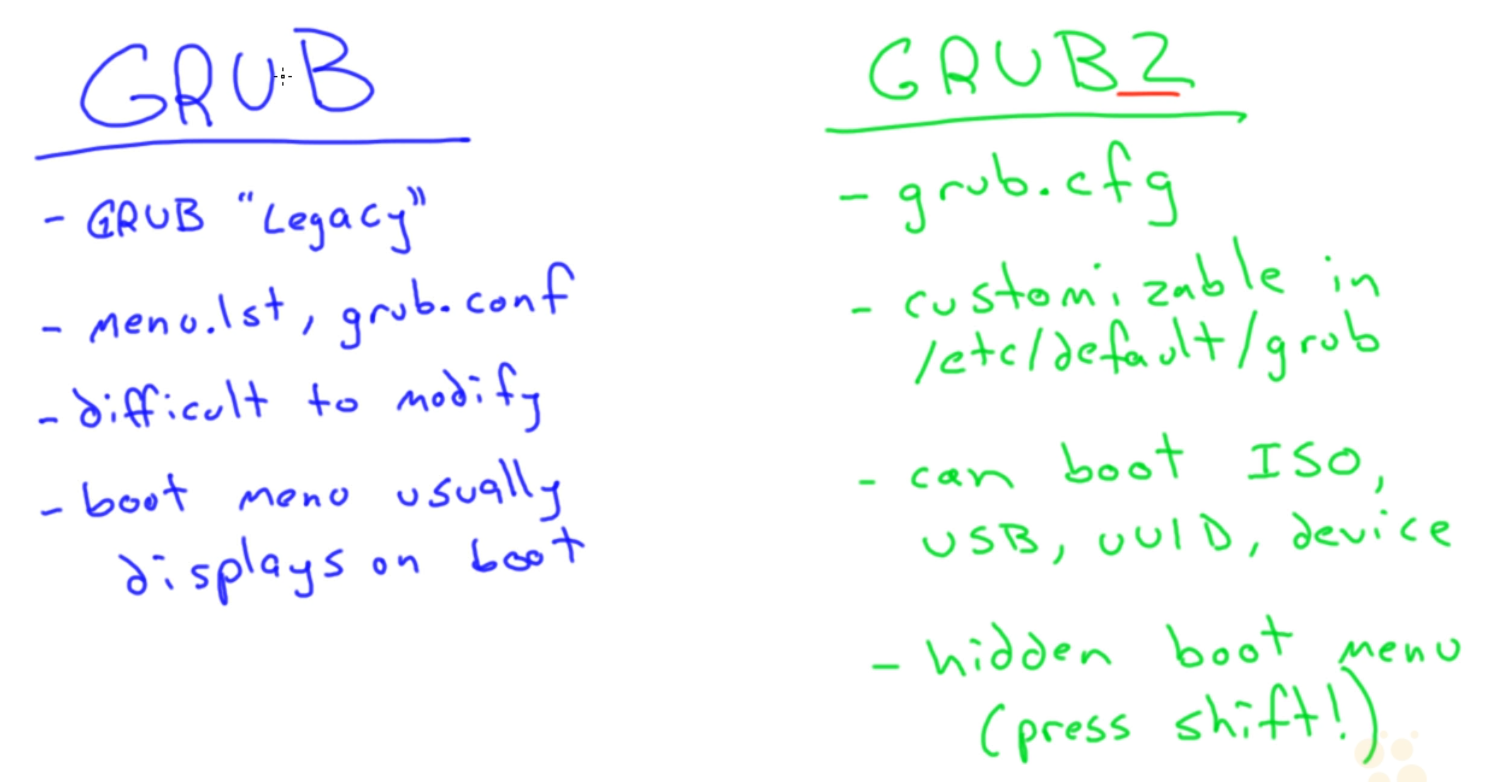 GRUB
- GRUB "Legacy"
- menu.lst, grub.conf
- difficult to modify
- boot menu usually
displays on boot
GRUB2
- grub.cfg
- customizable in
/etc/default/grub
- can boot ISO,
USB, UUID, device
- hidden boot menu
(press shift!)